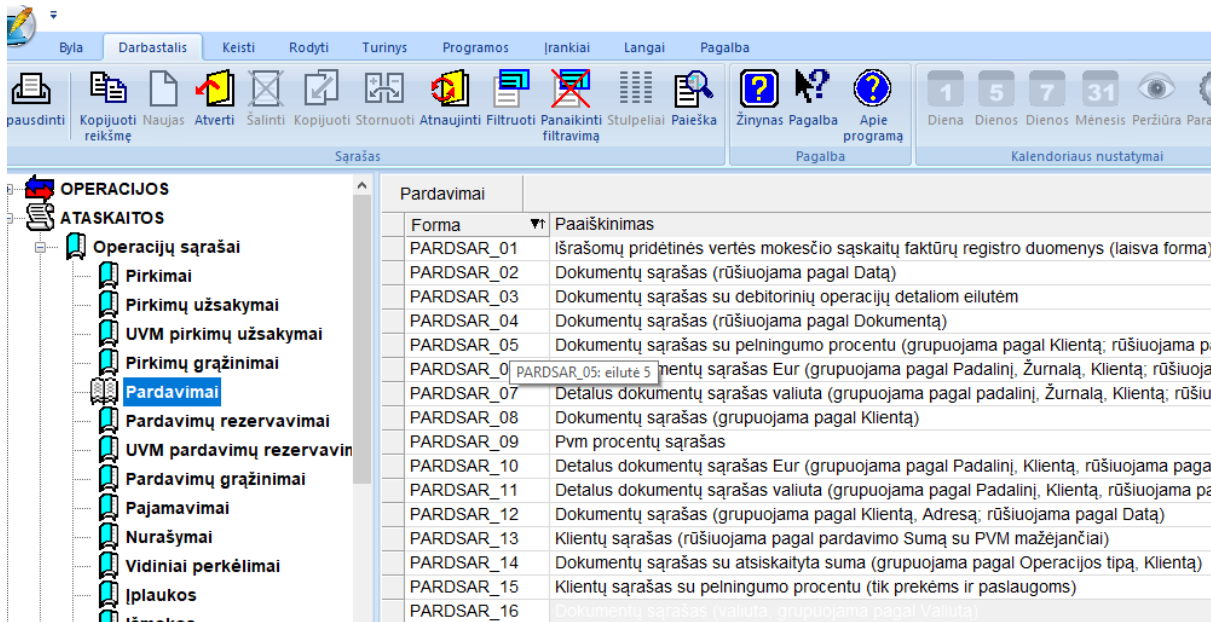 Byla Darbastalis Keisti Rodyti Turinys Programos Įrankiai Langai Pagalba
pausdinti Kopijuoti reikšmę Naujas Atverti Šalinti Kopijuoti Stornuoti Atnaujinti Filtruoti Panaikinti filtravimą Stulpeliai Paieška Žinynas Pagalba Apie programą Diena Dienos Dienos Mėnesis Peržiūra Para
1 5 7 31
Sąrašas Pagalba Kalendoriaus nustatymai
OPERACIJOS
ATASKAITOS
Operacijų sąrašai
Pirkimai
Pirkimų užsakymai
UVM pirkimų užsakymai
Pirkimų grąžinimai
Pardavimai
Pardavimų rezervavimai
UVM pardavimų rezervavim
Pardavimų grąžinimai
Pajamavimai
Nurašymai
Vidiniai perkėlimai
Įplaukos
Pardavimai
Forma Paaiškinimas
PARDSAR_01 Išrašomų pridėtinės vertės mokesčio sąskaitų faktūrų registro duomenys (laisva forma)
PARDSAR_02 Dokumentų sąrašas (rūšiuojama pagal Datą)
PARDSAR_03 Dokumentų sąrašas su debitorinių operacijų detaliom eilutėm
PARDSAR_04 Dokumentų sąrašas (rūšiuojama pagal Dokumentą)
PARDSAR_05 Dokumentų sąrašas su pelningumo procentu (grupuojama pagal Klientą; rūšiuojama
PARDSAR_0 mentų sąrašas Eur (grupuojama pagal Padalinį, Žurnalą, Klientą; rūšiuoja
PARDSAR_05: eilutė 5
PARDSAR_07 Detalus dokumentų sąrašas valiuta (grupuojama pagal padalinį, Žurnalą, Klientą; rūšiu
PARDSAR_08 Dokumentų sąrašas (grupuojama pagal Klientą)
PARDSAR_09 Pvm procentų sąrašas
PARDSAR_10 Detalus dokumentų sąrašas Eur (grupuojama pagal Padalinį, Klientą, rūšiuojama paga
PARDSAR_11 Detalus dokumentų sąrašas valiuta (grupuojama pagal Padalinį, Klientą, rūšiuojama pa
PARDSAR_12 Dokumentų sąrašas (grupuojama pagal Klientą, Adresą; rūšiuojama pagal Datą)
PARDSAR_13 Klientų sąrašas (rūšiuojama pagal pardavimo Sumą su PVM mažėjančiai)
PARDSAR_14 Dokumentų sąrašas su atsiskaityta suma (grupuojama pagal Operacijos tipą, Klientą)
PARDSAR_15 Klientų sąrašas su pelningumo procentu (tik prekėms ir paslaugoms)
PARDSAR_16 Dokumentų sąrašas (valiuta, grupuojama pagal Valiutą)